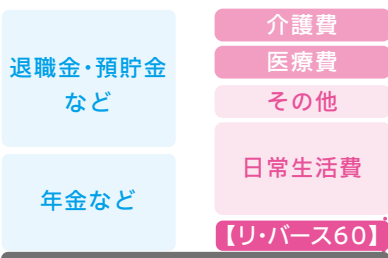 退職金・預貯金
など
年金など
介護費
医療費
その他
日常生活費
【リ・バース60】